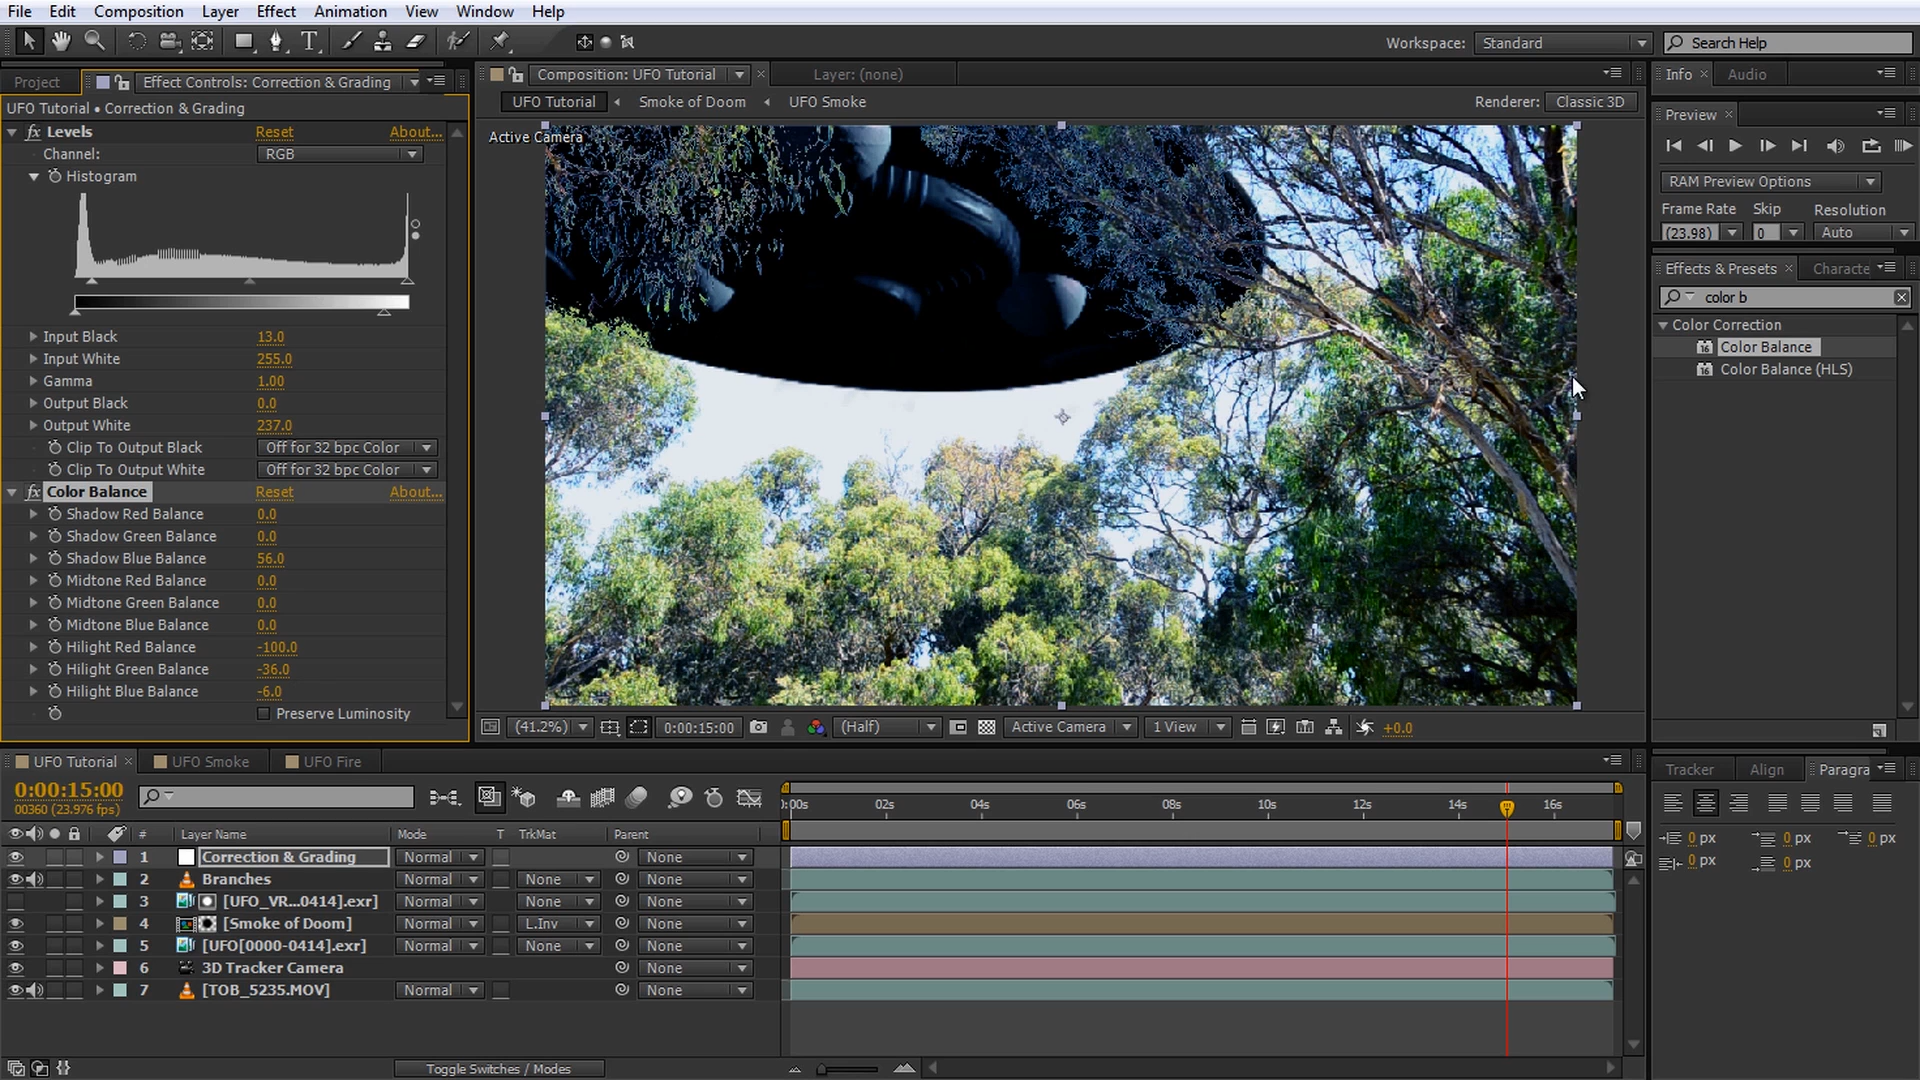 File Edit Composition Layer Effect Animation View Window Help
Workspace: Standard Search Help
Project Effect Controls: Correction & Grading
UFO Tutorial • Correction & Grading
fx Levels Reset About...
Channel: RGB
Histogram
Input Black 13.0
Input White 255.0
Gamma 1.00
Output Black 0.0
Output White 237.0
Clip To Output Black Off for 32 bpc Color
Clip To Output White Off for 32 bpc Color
fx Color Balance Reset About...
Shadow Red Balance 0.0
Shadow Green Balance 0.0
Shadow Blue Balance 56.0
Midtone Red Balance 0.0
Midtone Green Balance 0.0
Midtone Blue Balance 0.0
Hilight Red Balance -100.0
Hilight Green Balance -36.0
Hilight Blue Balance -6.0
Preserve Luminosity
Composition: UFO Tutorial Layer: (none)
UFO Tutorial Smoke of Doom UFO Smoke Renderer: Classic 3D
Active Camera
(41.2%) 0:00:15:00 (Half) Active Camera 1 View +0.0
Info Audio
Preview
RAM Preview Options
Frame Rate Skip Resolution
(23.98) 0 Auto
Effects & Presets Characte
color b
Color Correction
16 Color Balance
16 Color Balance (HLS)
UFO Tutorial UFO Smoke UFO Fire
0:00:15:00
00360 (23.976 fps)
# Layer Name Mode T TrkMat Parent
1 Correction & Grading Normal None
2 Branches Normal None None
3 [UFO_VR...0414].exr] Normal None None
4 [Smoke of Doom] Normal L.Inv None
5 [UFO[0000-0414].exr] Normal None None
6 3D Tracker Camera None
7 [TOB_5235.MOV] Normal None None
Toggle Switches / Modes
):00s 02s 04s 06s 08s 10s 12s 14s 16s
Tracker Align Paragra
0 px 0 px 0 px
0 px 0 px